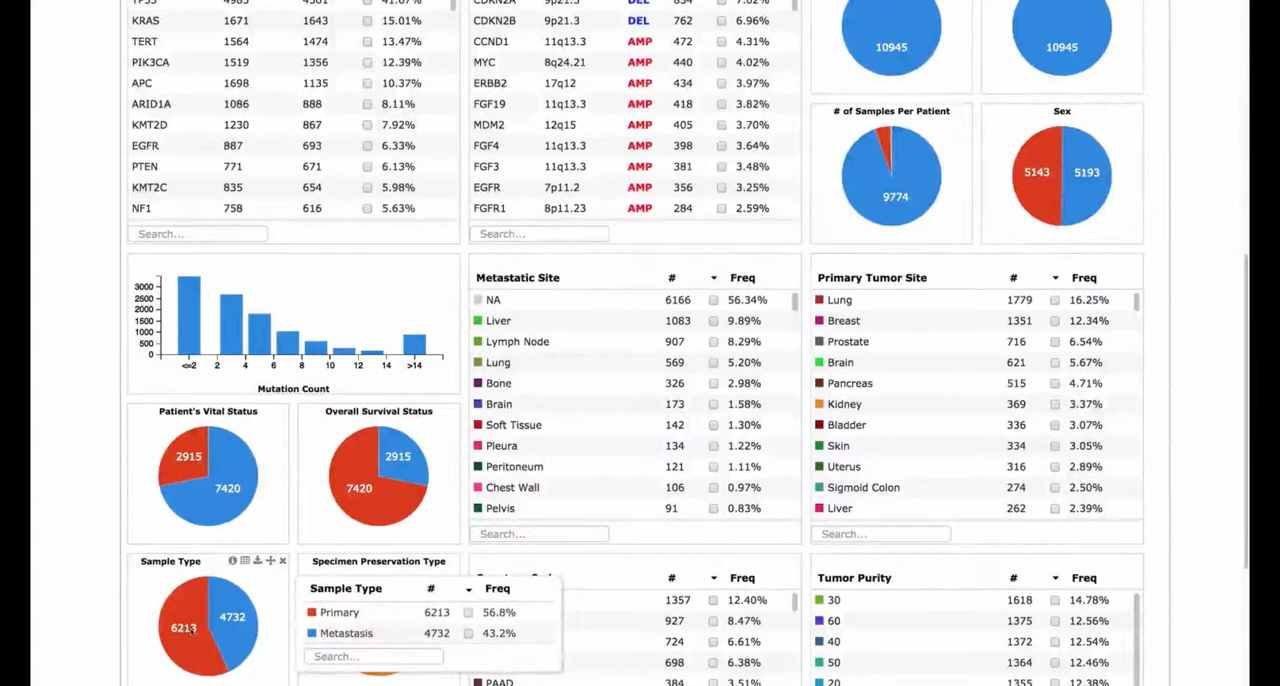 KRAS 1671 1643 15.01%
TERT 1564 1474 13.47%
PIK3CA 1519 1356 12.39%
APC 1698 1135 10.37%
ARID1A 1086 888 8.11%
KMT2D 1230 867 7.92%
EGFR 887 693 6.33%
PTEN 771 671 6.13%
KMT2C 835 654 5.98%
NF1 758 616 5.63%
Search...
CDKN2B 9p21.3 DEL 762 6.96%
CCND1 11q13.3 AMP 472 4.31%
MYC 8q24.21 AMP 440 4.02%
ERBB2 17q12 AMP 434 3.97%
FGF19 11q13.3 AMP 418 3.82%
MDM2 12q15 AMP 405 3.70%
FGF4 11q13.3 AMP 398 3.64%
FGF3 11q13.3 AMP 381 3.48%
EGFR 7p11.2 AMP 356 3.25%
FGFR1 8p11.23 AMP 284 2.59%
Search...
10945
10945
# of Samples Per Patient
9774
Sex
5143 5193
3000
2500
2000
1500
1000
500
0
<=2 2 4 6 8 10 12 14 >14
Mutation Count
Metastatic Site # Freq
NA 6166 56.34%
Liver 1083 9.89%
Lymph Node 907 8.29%
Lung 569 5.20%
Bone 326 2.98%
Brain 173 1.58%
Soft Tissue 142 1.30%
Pleura 134 1.22%
Peritoneum 121 1.11%
Chest Wall 106 0.97%
Pelvis 91 0.83%
Search...
Primary Tumor Site # Freq
Lung 1779 16.25%
Breast 1351 12.34%
Prostate 716 6.54%
Brain 621 5.67%
Pancreas 515 4.71%
Kidney 369 3.37%
Bladder 336 3.07%
Skin 334 3.05%
Uterus 316 2.89%
Sigmoid Colon 274 2.50%
Liver 262 2.39%
Search...
Patient's Vital Status
2915
7420
Overall Survival Status
2915
7420
Sample Type
4732
6213
Specimen Preservation Type
Sample Type # Freq
Primary 6213 56.8%
Metastasis 4732 43.2%
Search...
# Freq
1357 12.40%
927 8.47%
724 6.61%
698 6.38%
PAAD 384 3.51%
Tumor Purity # Freq
30 1618 14.78%
60 1375 12.56%
40 1372 12.54%
50 1364 12.46%
20 1355 12.38%